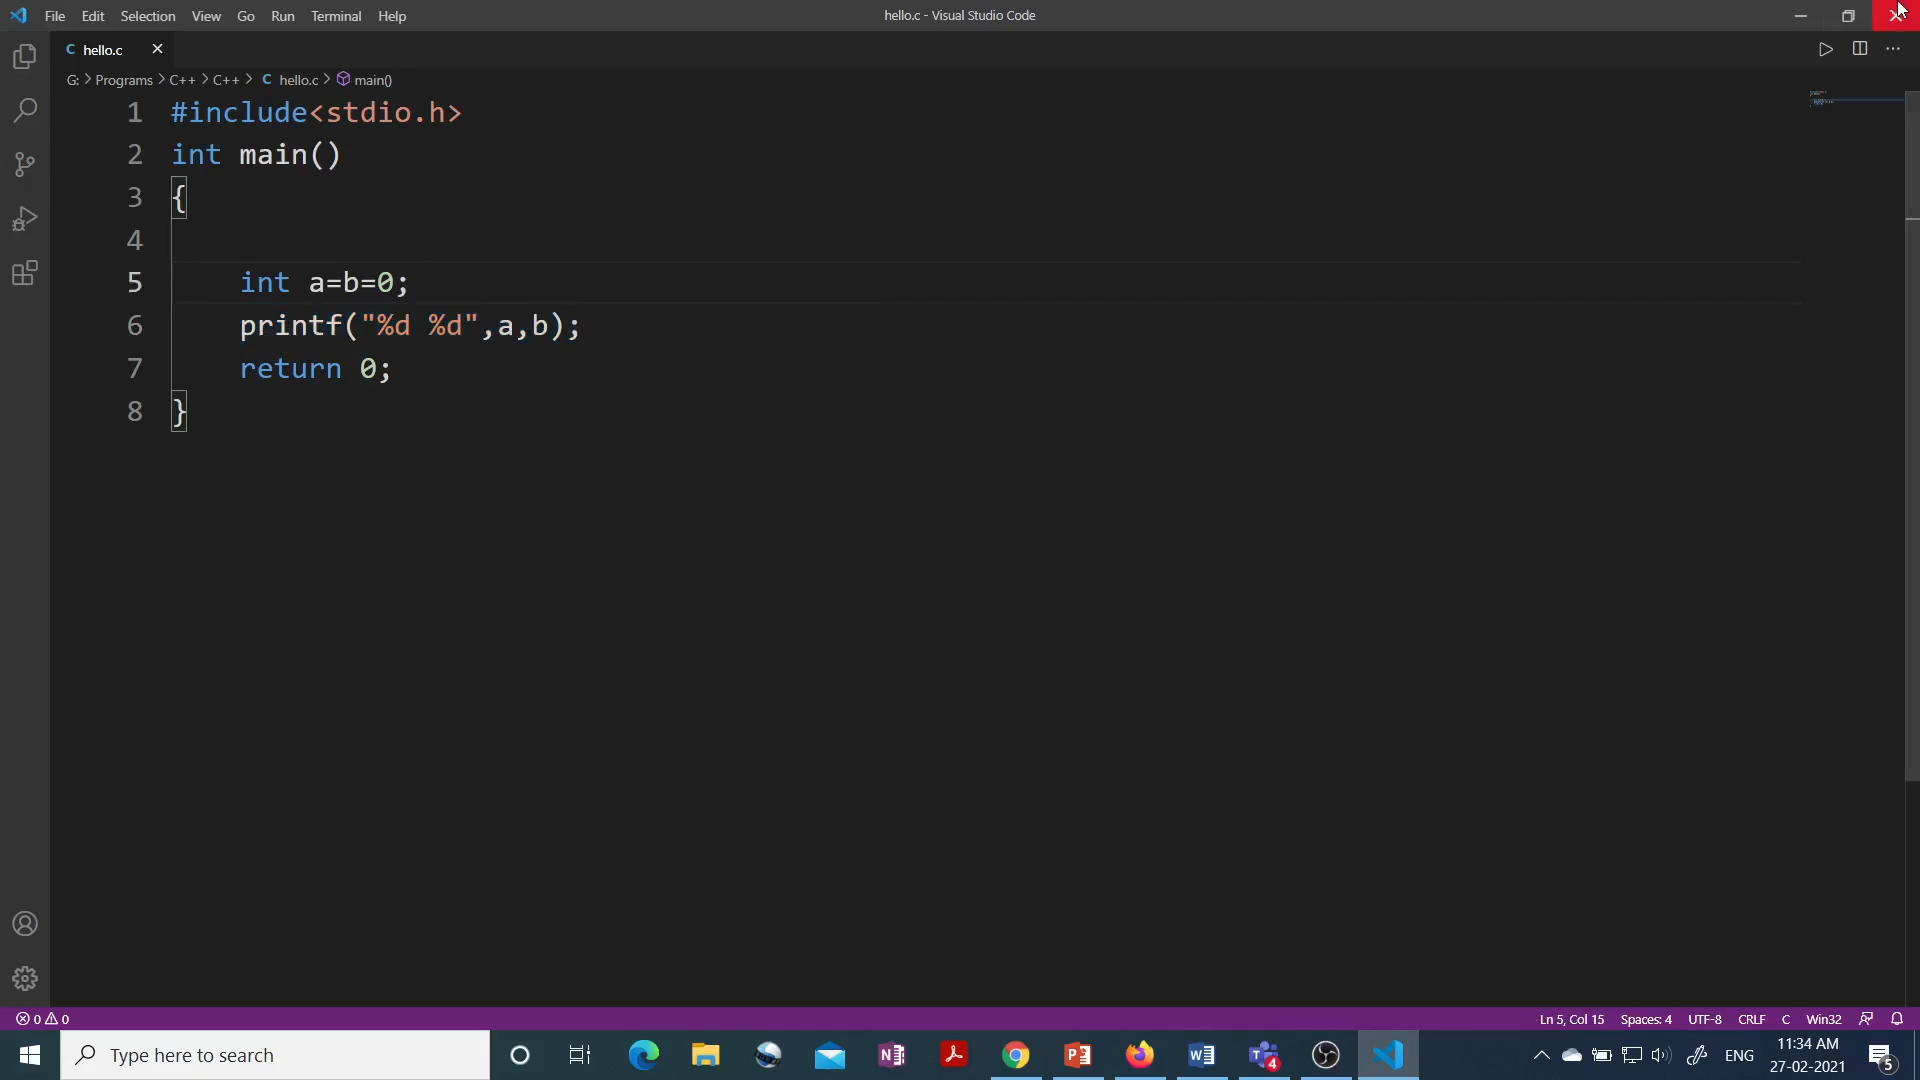 File Edit Selection View Go Run Terminal Help
hello.c - Visual Studio Code
C hello.c
G: > Programs > C++ > C++ > C hello.c > main()
1 #include<stdio.h>
2 int main()
3 {
4
5 int a=b=0;
6 printf("%d %d",a,b);
7 return 0;
8 }
0 0
Ln 5, Col 15 Spaces: 4 UTF-8 CRLF C Win32
Type here to search
N
P
W
T
4
ENG
11:34 AM
27-02-2021
5